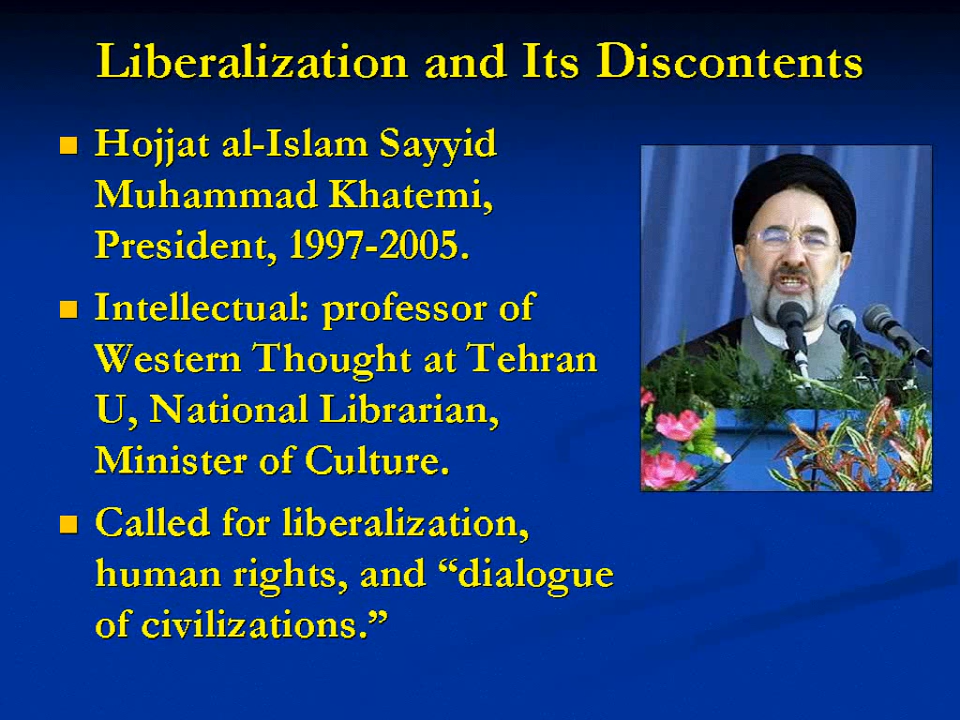 Liberalization and Its Discontents
Hojjat al-Islam Sayyid
Muhammad Khatemi,
President, 1997-2005.
Intellectual: professor of
Western Thought at Tehran
U, National Librarian,
Minister of Culture.
Called for liberalization,
human rights, and “dialogue
of civilizations.”